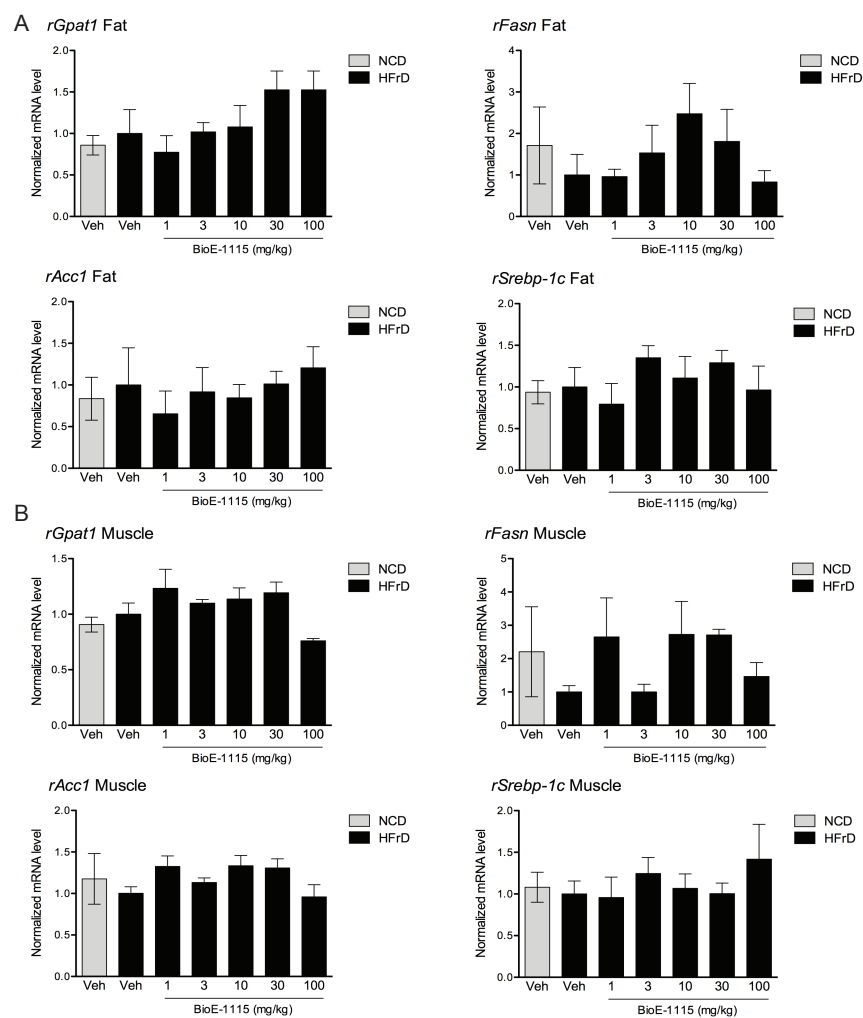 A
rGpat1 Fat
Normalized mRNA level
2.0
1.5
1.0
0.5
0.0
Veh Veh 1 3 10 30 100
BioE-1115 (mg/kg)
NCD
HFrD
rFasn Fat
Normalized mRNA level
4
3
2
1
0
Veh Veh 1 3 10 30 100
BioE-1115 (mg/kg)
NCD
HFrD
rAcc1 Fat
Normalized mRNA level
2.0
1.5
1.0
0.5
0.0
Veh Veh 1 3 10 30 100
BioE-1115 (mg/kg)
NCD
HFrD
rSrebp-1c Fat
Normalized mRNA level
2.0
1.5
1.0
0.5
0.0
Veh Veh 1 3 10 30 100
BioE-1115 (mg/kg)
NCD
HFrD
B
rGpat1 Muscle
Normalized mRNA level
1.5
1.0
0.5
0.0
Veh Veh 1 3 10 30 100
BioE-1115 (mg/kg)
NCD
HFrD
rFasn Muscle
Normalized mRNA level
5
4
3
2
1
0
Veh Veh 1 3 10 30 100
BioE-1115 (mg/kg)
NCD
HFrD
rAcc1 Muscle
Normalized mRNA level
2.0
1.5
1.0
0.5
0.0
Veh Veh 1 3 10 30 100
BioE-1115 (mg/kg)
NCD
HFrD
rSrebp-1c Muscle
Normalized mRNA level
2.0
1.5
1.0
0.5
0.0
Veh Veh 1 3 10 30 100
BioE-1115 (mg/kg)
NCD
HFrD